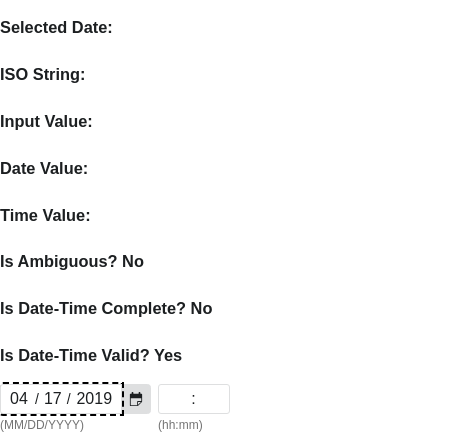 Selected Date:
ISO String:
Input Value:
Date Value:
Time Value:
Is Ambiguous? No
Is Date-Time Complete? No
Is Date-Time Valid? Yes
04 / 17 / 2019 :
(MM/DD/YYYY) (hh:mm)